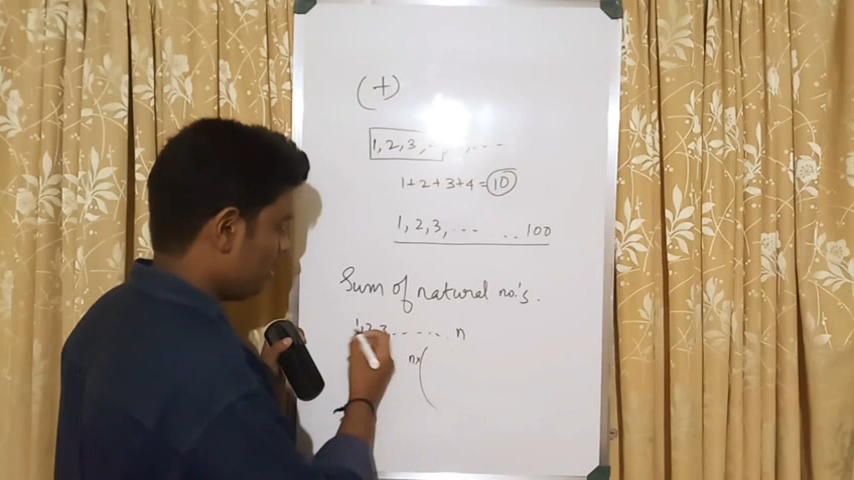 (+)
1, 2, 3, - - - -
1+2+3+4=10
1, 2, 3, - - - .. 100
Sum of natural no.'s.
1, 2, 3 - - - - .. n
nx(